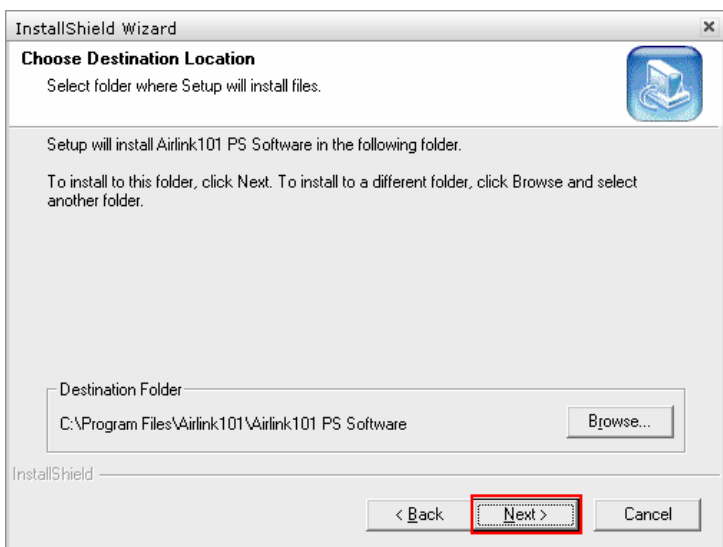 InstallShield Wizard
Choose Destination Location
Select folder where Setup will install files.
Setup will install Airlink101 PS Software in the following folder.
To install to this folder, click Next. To install to a different folder, click Browse and select
another folder.
Destination Folder
C:\Program Files\Airlink101\Airlink101 PS Software
Browse...
InstallShield
< Back
Next >
Cancel